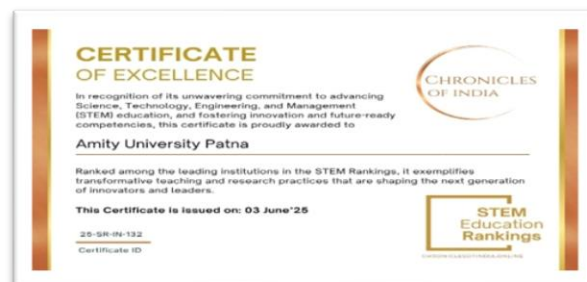 CERTIFICATE
OF EXCELLENCE
CHRONICLES
OF INDIA
In recognition of its unwavering commitment to advancing
Science, Technology, Engineering, and Management
(STEM) education, and fostering innovation and future-ready
competencies, this certificate is proudly awarded to
Amity University Patna
Ranked among the leading institutions in the STEM Rankings, it exemplifies
transformative teaching and research practices that are shaping the next generation
of innovators and leaders.
This Certificate is issued on: 03 June'25
25-SR-IN-132
Certificate ID
STEM
Education
Rankings